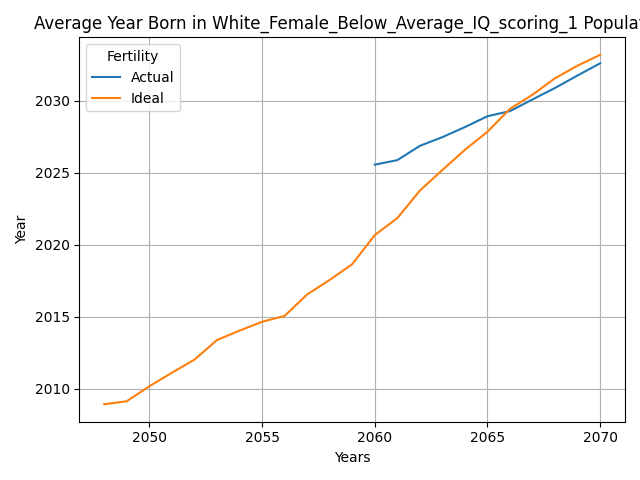 Average Year Born in White_Female_Below_Average_IQ_scoring_1 Populat
Fertility
Actual
Ideal
2030
2025
2020
2015
2010
Year
2050 2055 2060 2065 2070
Years